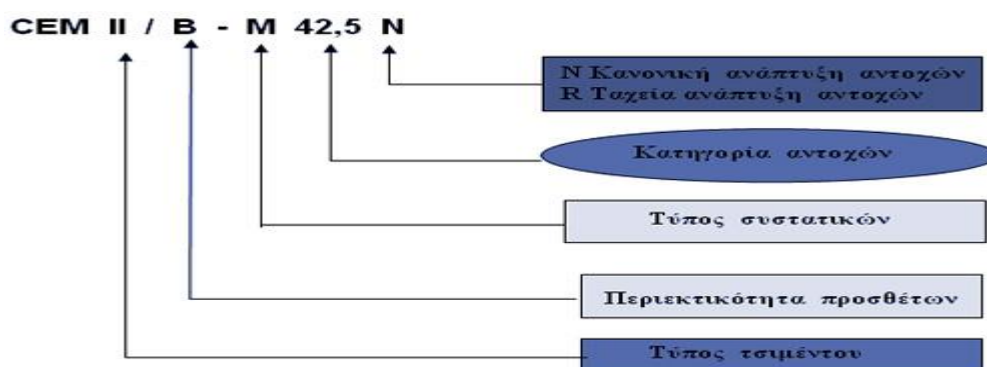 CEM II / B - M 42,5 N
N Κανονική ανάπτυξη αντοχών
R Ταχεία ανάπτυξη αντοχών
Κατηγορία αντοχών
Τύπος συστατικών
Περιεκτικότητα προσθέτων
Τύπος τσιμέντου